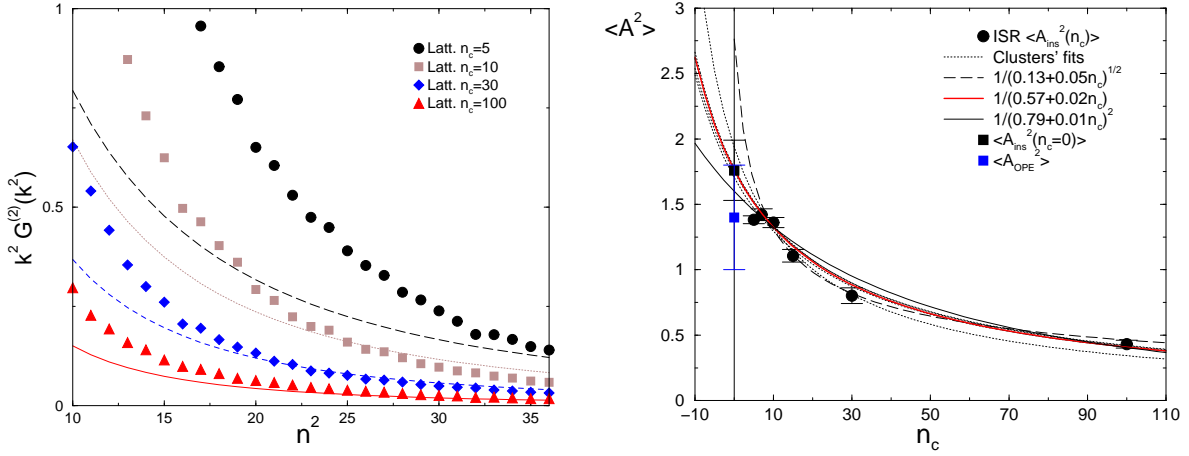 1
0.5
0
k² G⁽²⁾(k²)
10 15 20 25 30 35
n²
Latt. n_c=5
Latt. n_c=10
Latt. n_c=30
Latt. n_c=100
<A²>
3
2.5
2
1.5
1
0.5
0
−10 10 30 50 70 90 110
n_c
ISR <A_ins²(n_c)>
Clusters' fits
1/(0.13+0.05n_c)^1/2
1/(0.57+0.02n_c)
1/(0.79+0.01n_c)²
<A_ins²(n_c=0)>
<A_OPE²>